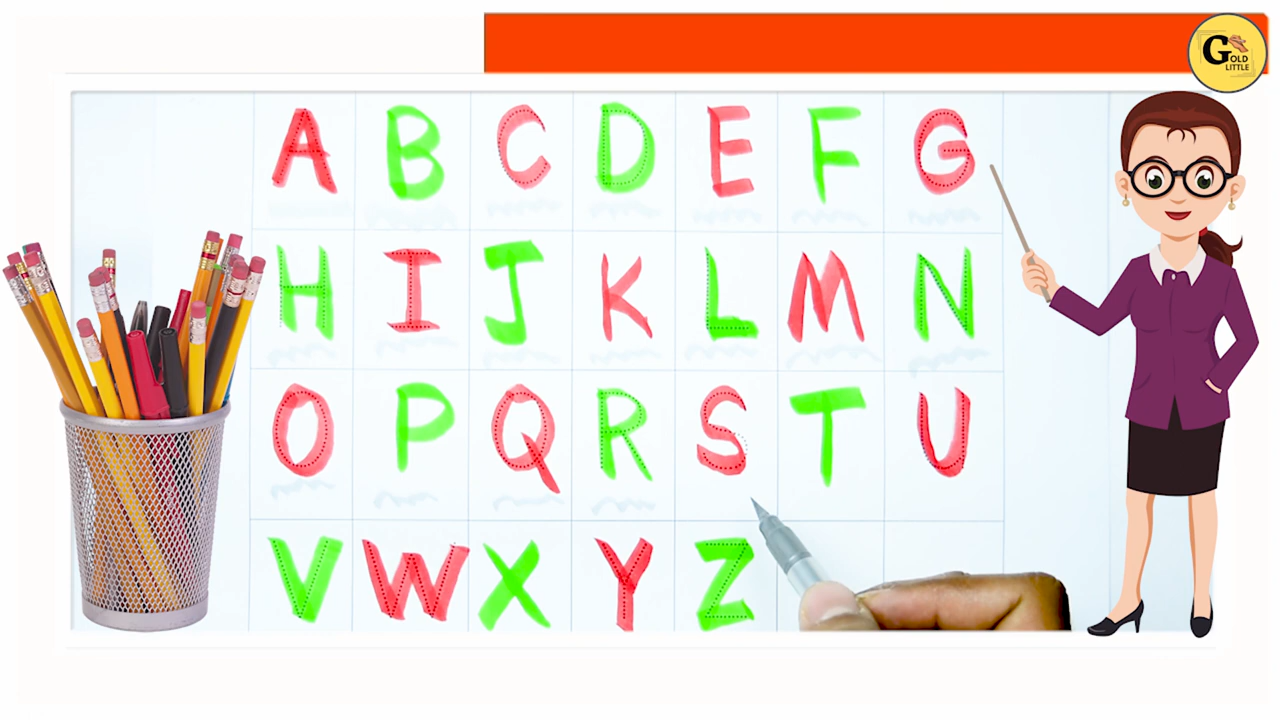 GOLD
LITTLE
A B C D E F G
H I J K L M N
O P Q R S T U
V W X Y Z